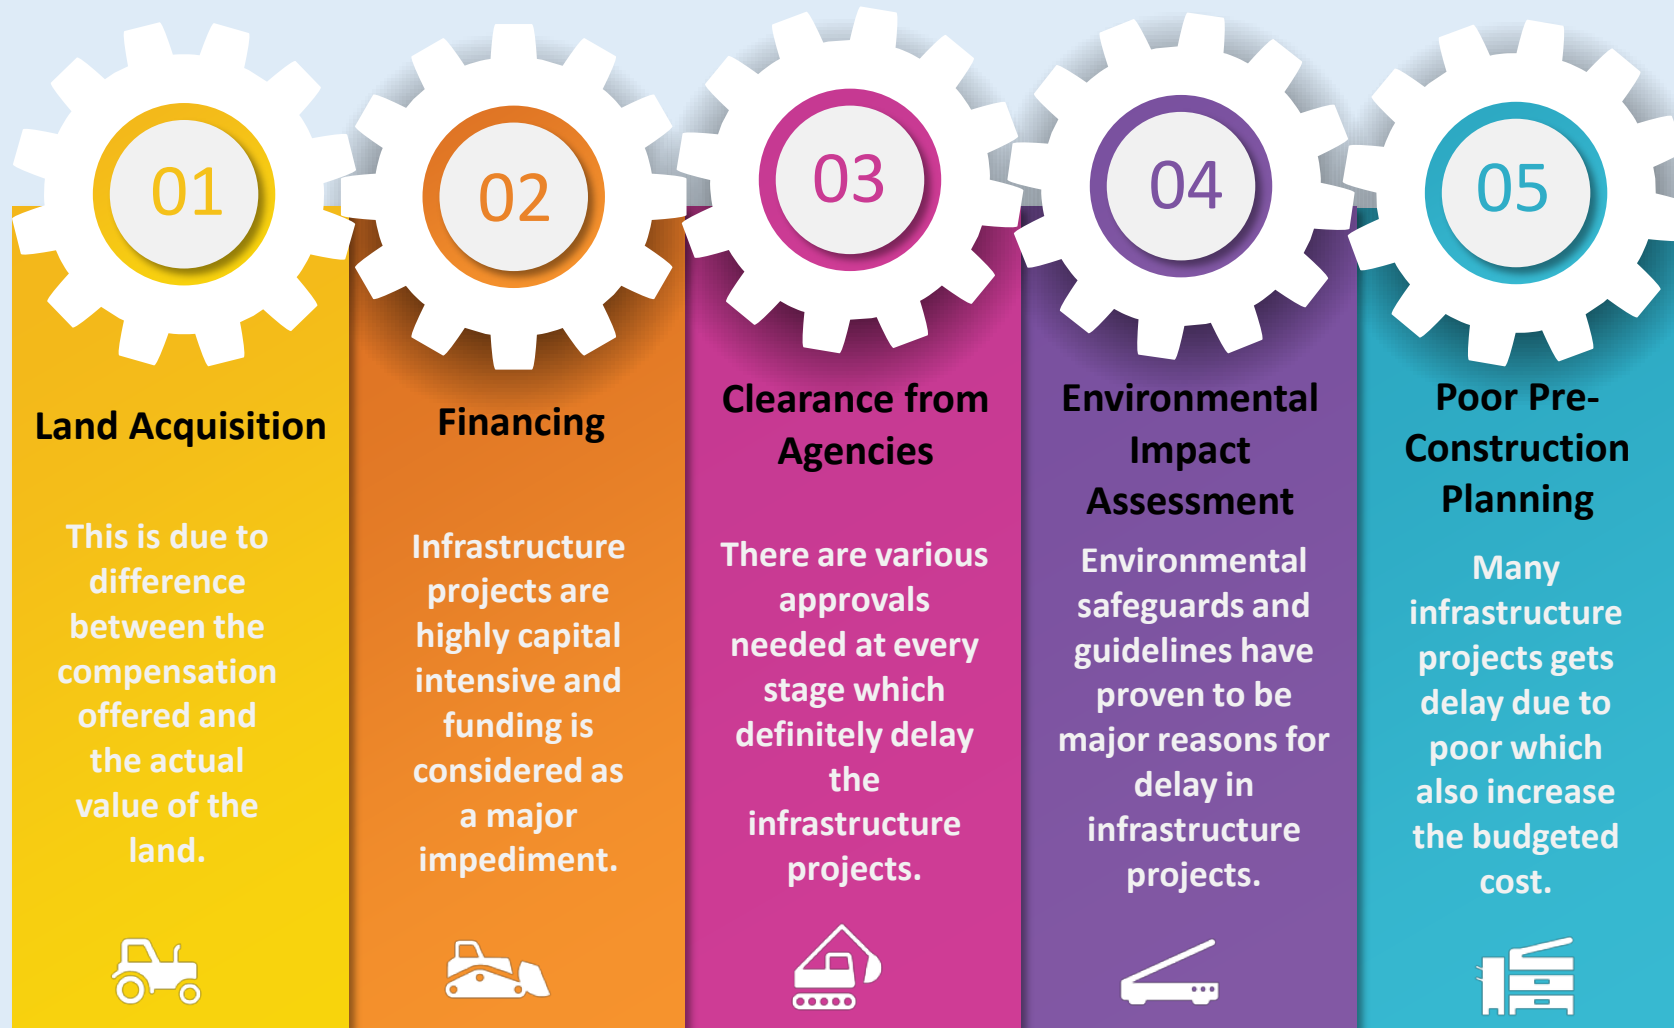 01
Land Acquisition
This is due to
difference
between the
compensation
offered and
the actual
value of the
land.
02
Financing
Infrastructure
projects are
highly capital
intensive and
funding is
considered as
a major
impediment.
03
Clearance from
Agencies
There are various
approvals
needed at every
stage which
definitely delay
the
infrastructure
projects.
04
Environmental
Impact
Assessment
Environmental
safeguards and
guidelines have
proven to be
major reasons for
delay in
infrastructure
projects.
05
Poor Pre-
Construction
Planning
Many
infrastructure
projects gets
delay due to
poor which
also increase
the budgeted
cost.